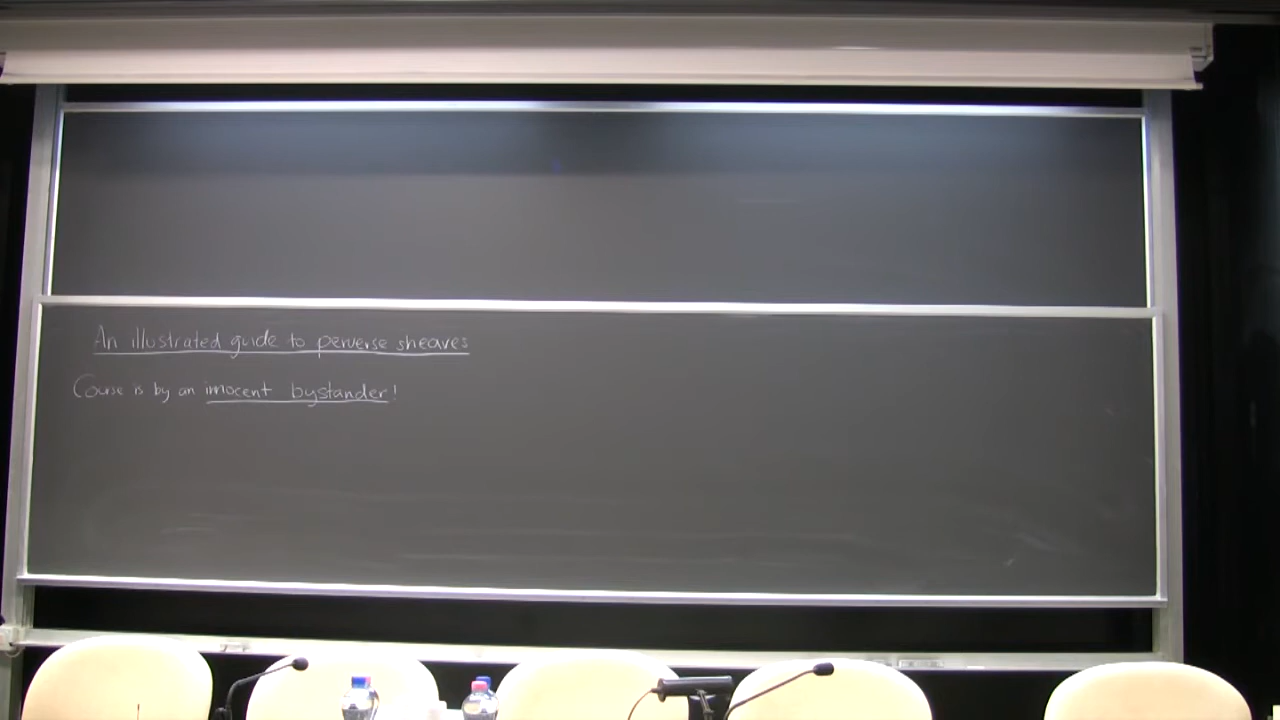 An illustrated guide to perverse sheaves
Course is by an innocent bystander!